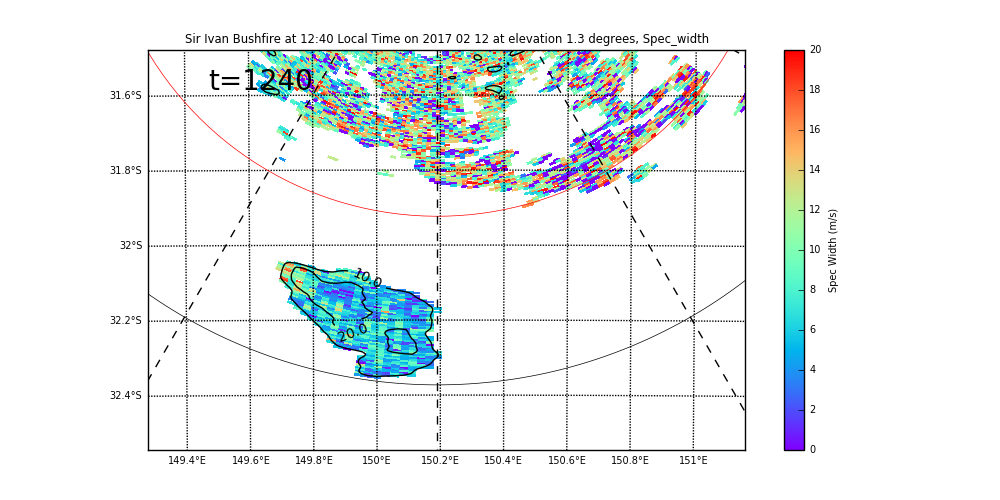 Sir Ivan Bushfire at 12:40 Local Time on 2017 02 12 at elevation 1.3 degrees, Spec_width
t=1240
31.6°S
31.8°S
32°S
32.2°S
32.4°S
10.0
20.0
149.4°E 149.6°E 149.8°E 150°E 150.2°E 150.4°E 150.6°E 150.8°E 151°E
20
18
16
14
12
10
8
6
4
2
0
Spec Width (m/s)